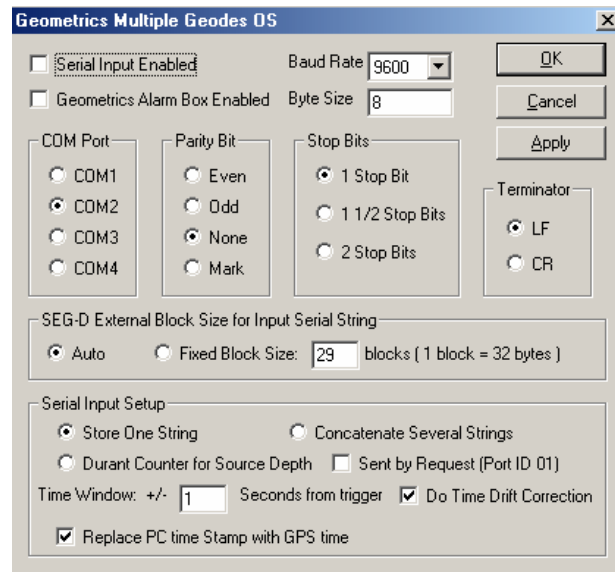 Geometrics Multiple Geodes OS
Serial Input Enabled
Baud Rate 9600
OK
Geometrics Alarm Box Enabled
Byte Size 8
Cancel
Apply
COM Port
COM1
COM2
COM3
COM4
Parity Bit
Even
Odd
None
Mark
Stop Bits
1 Stop Bit
1 1/2 Stop Bits
2 Stop Bits
Terminator
LF
CR
SEG-D External Block Size for Input Serial String
Auto
Fixed Block Size: 29 blocks ( 1 block = 32 bytes )
Serial Input Setup
Store One String
Concatenate Several Strings
Durant Counter for Source Depth
Sent by Request (Port ID 01)
Time Window: +/- 1 Seconds from trigger
Do Time Drift Correction
Replace PC time Stamp with GPS time